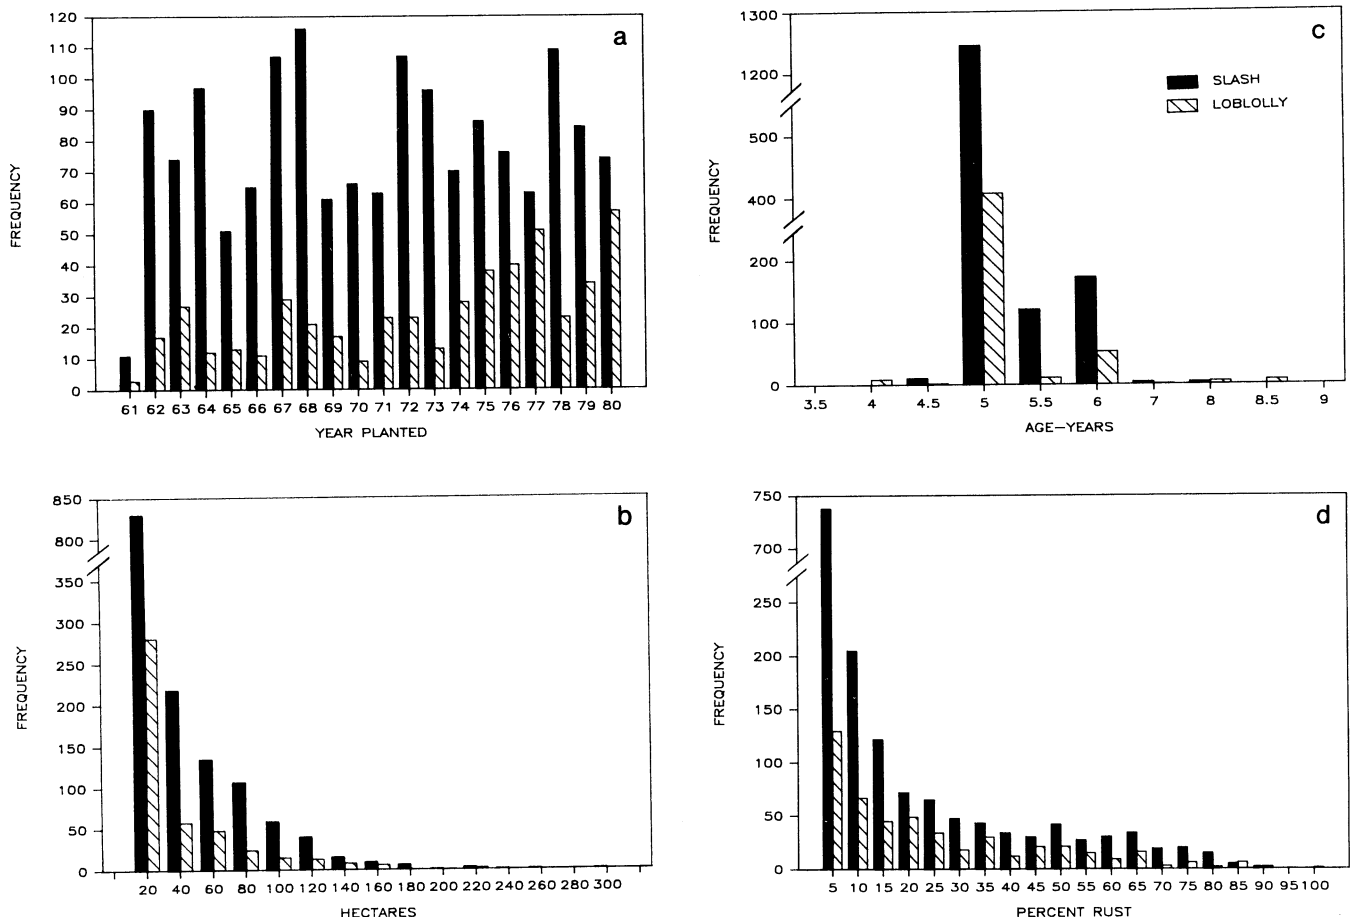 a
120
110
100
90
80
70
60
50
40
30
20
10
0
FREQUENCY
61 62 63 64 65 66 67 68 69 70 71 72 73 74 75 76 77 78 79 80
YEAR PLANTED
c
1300
1200
500
400
200
100
0
FREQUENCY
SLASH
LOBLOLLY
3.5 4 4.5 5 5.5 6 7 8 8.5 9
AGE-YEARS
b
850
800
350
300
250
200
150
100
50
0
FREQUENCY
20 40 60 80 100 120 140 160 180 200 220 240 260 280 300
HECTARES
d
750
700
250
200
150
100
50
0
FREQUENCY
5 10 15 20 25 30 35 40 45 50 55 60 65 70 75 80 85 90 95 100
PERCENT RUST